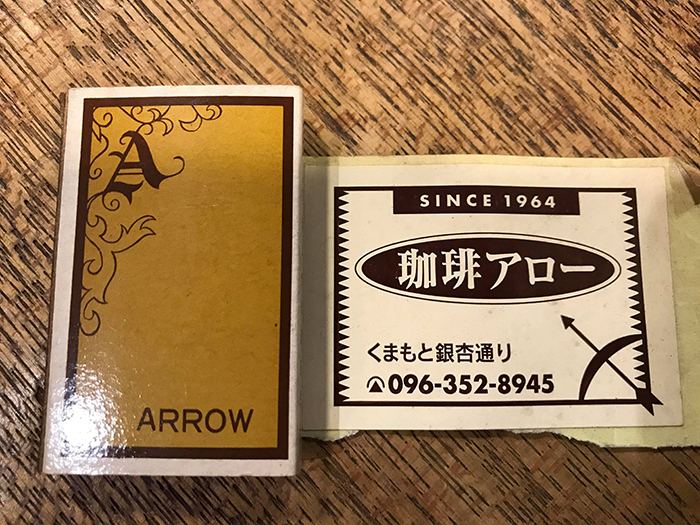 A
ARROW
SINCE 1964
珈琲アロー
くまもと銀杏通り
096-352-8945